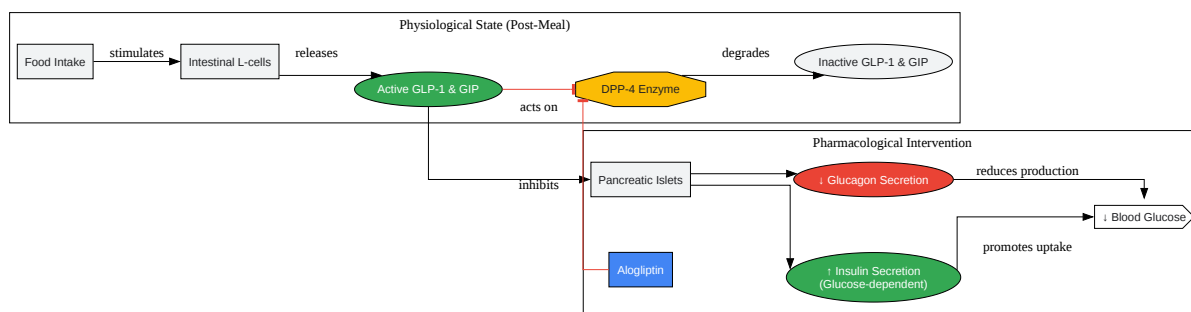 Physiological State (Post-Meal)
Food Intake
stimulates
Intestinal L-cells
releases
Active GLP-1 & GIP
acts on
DPP-4 Enzyme
degrades
Inactive GLP-1 & GIP
Pharmacological Intervention
inhibits
Pancreatic Islets
↓ Glucagon Secretion
reduces production
↓ Blood Glucose
promotes uptake
Alogliptin
↑ Insulin Secretion
(Glucose-dependent)